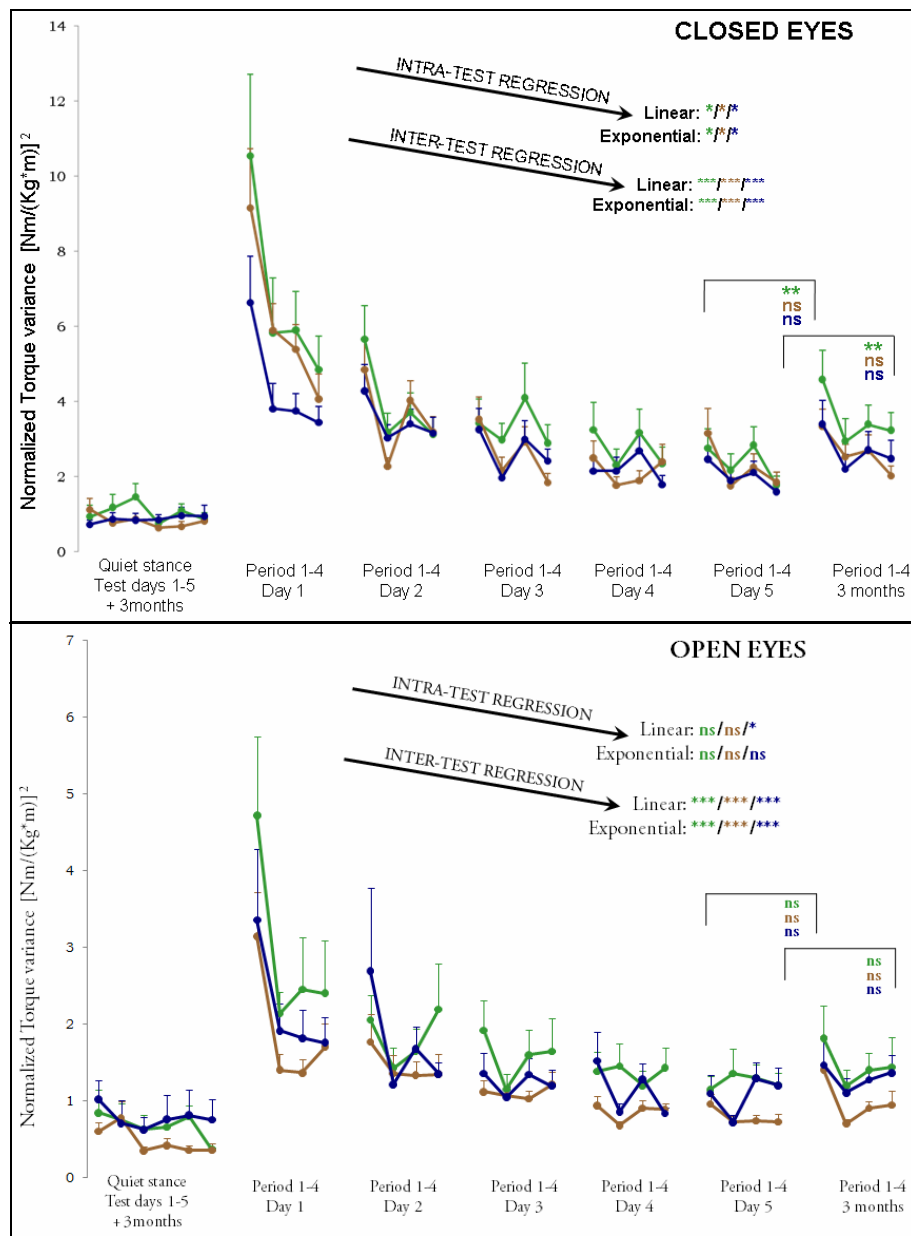 CLOSED EYES
14
12
10
8
6
4
2
0
Normalized Torque variance [Nm/(Kg*m)]²
INTRA-TEST REGRESSION
Linear: */*/*
Exponential: */*/*
INTER-TEST REGRESSION
Linear: ***/***/***
Exponential: ***/***/***
**
ns
ns
**
ns
ns
Quiet stance
Test days 1-5
+ 3months
Period 1-4
Day 1
Period 1-4
Day 2
Period 1-4
Day 3
Period 1-4
Day 4
Period 1-4
Day 5
Period 1-4
3 months
OPEN EYES
7
6
5
4
3
2
1
0
Normalized Torque variance [Nm/(Kg*m)]²
INTRA-TEST REGRESSION
Linear: ns/ns/*
Exponential: ns/ns/ns
INTER-TEST REGRESSION
Linear: ***/***/***
Exponential: ***/***/***
ns
ns
ns
ns
ns
ns
Quiet stance
Test days 1-5
+ 3months
Period 1-4
Day 1
Period 1-4
Day 2
Period 1-4
Day 3
Period 1-4
Day 4
Period 1-4
Day 5
Period 1-4
3 months